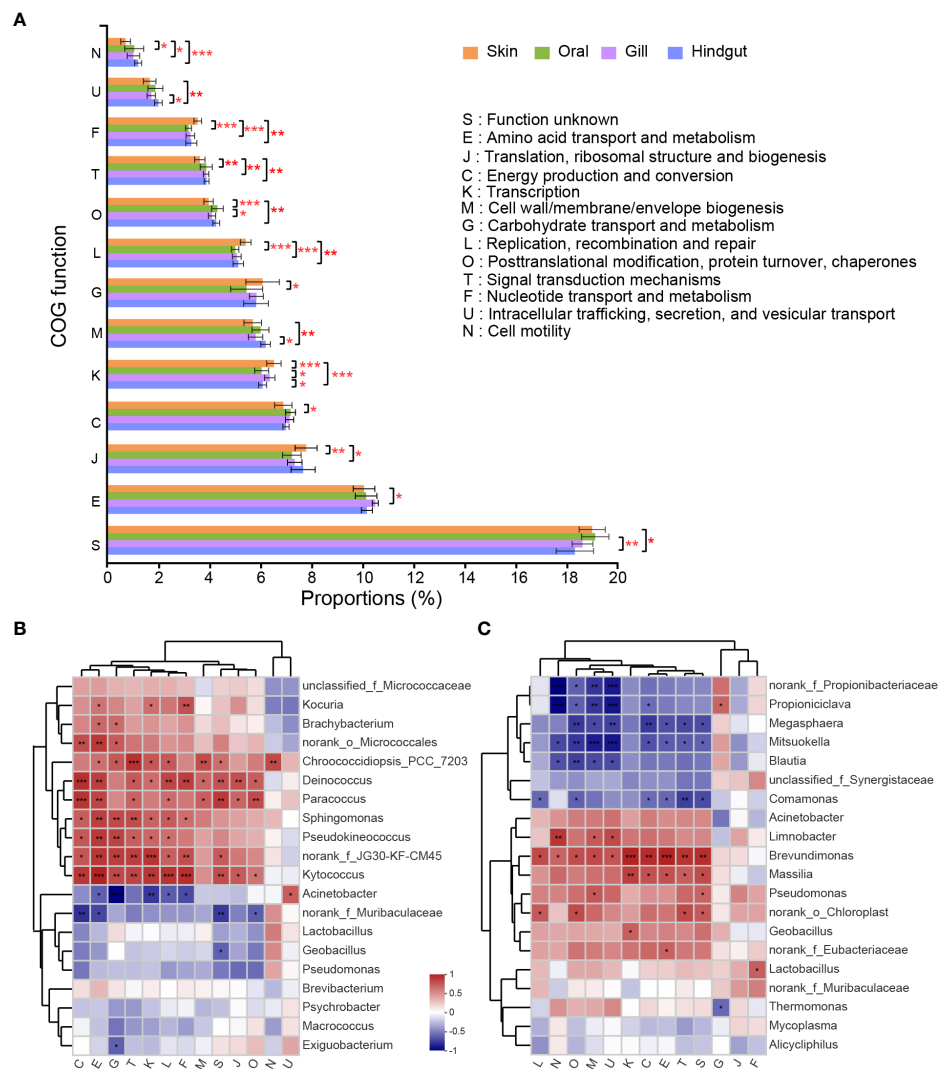 A
Skin Oral Gill Hindgut
COG function
N
* * ***
U
* **
F
*** *** **
T
** ** **
O
*** * **
L
*** *** **
G
*
M
* **
K
*** * * ***
C
*
J
** *
E
*
S
** *
0 2 4 6 8 10 12 14 16 18 20
Proportions (%)
S : Function unknown
E : Amino acid transport and metabolism
J : Translation, ribosomal structure and biogenesis
C : Energy production and conversion
K : Transcription
M : Cell wall/membrane/envelope biogenesis
G : Carbohydrate transport and metabolism
L : Replication, recombination and repair
O : Posttranslational modification, protein turnover, chaperones
T : Signal transduction mechanisms
F : Nucleotide transport and metabolism
U : Intracellular trafficking, secretion, and vesicular transport
N : Cell motility
B
unclassified_f_Micrococcaceae
Kocuria
Brachybacterium
norank_o_Micrococcales
Chroococcidiopsis_PCC_7203
Deinococcus
Paracoccus
Sphingomonas
Pseudokineococcus
norank_f_JG30-KF-CM45
Kytococcus
Acinetobacter
norank_f_Muribaculaceae
Lactobacillus
Geobacillus
Pseudomonas
Brevibacterium
Psychrobacter
Macrococcus
Exiguobacterium
C E G T K L F M S J O N U
1
0.5
0
-0.5
-1
C
norank_f_Propionibacteriaceae
Propioniciclava
Megasphaera
Mitsuokella
Blautia
unclassified_f_Synergistaceae
Comamonas
Acinetobacter
Limnobacter
Brevundimonas
Massilia
Pseudomonas
norank_o_Chloroplast
Geobacillus
norank_f_Eubacteriaceae
Lactobacillus
norank_f_Muribaculaceae
Thermomonas
Mycoplasma
Alicycliphilus
L N O M U K C E T S G J F